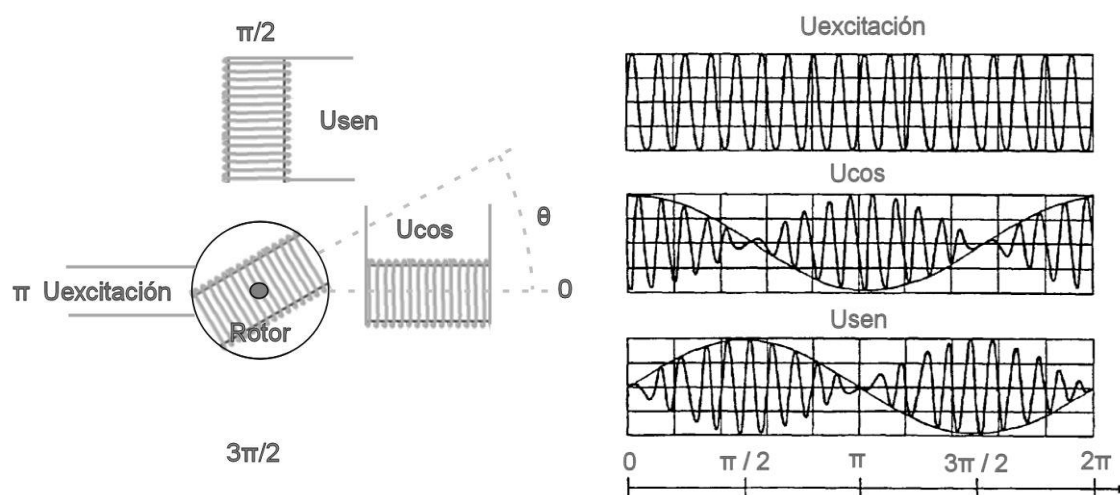 π/2
Usen
Ucos
θ
0
π Uexcitación
Rotor
3π/2
Uexcitación
Ucos
Usen
0 π / 2 π 3π / 2 2π